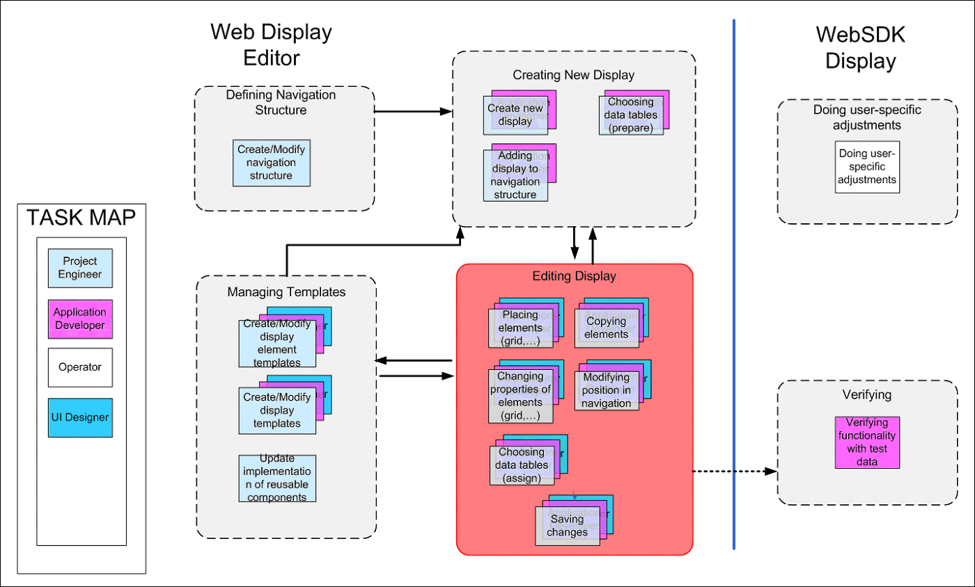 Web Display
Editor
WebSDK
Display
Defining Navigation
Structure
Create/Modify
navigation
structure
Creating New Display
Create new
display
Choosing
data tables
(prepare)
Adding
display to
navigation
structure
Doing user-specific
adjustments
Doing user-
specific
adjustments
TASK MAP
Project
Engineer
Application
Developer
Operator
UI Designer
Managing Templates
Create/Modify
display
element
templates
Create/Modify
display
templates
Update
implementatio
n of reusable
components
Editing Display
Placing
elements
(grid,...)
Copying
elements
Changing
properties of
elements
(grid,...)
Modifying
position in
navigation
Choosing
data tables
(assign)
Saving
changes
Verifying
Verifying
functionality
with test
data